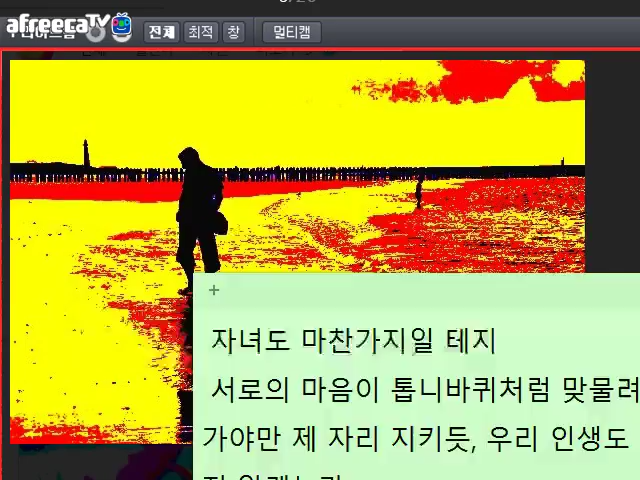 afreecaTV
전체 최적 창 멀티캠
+
자녀도 마찬가지일 테지
서로의 마음이 톱니바퀴처럼 맞물려
가야만 제 자리 지키듯, 우리 인생도